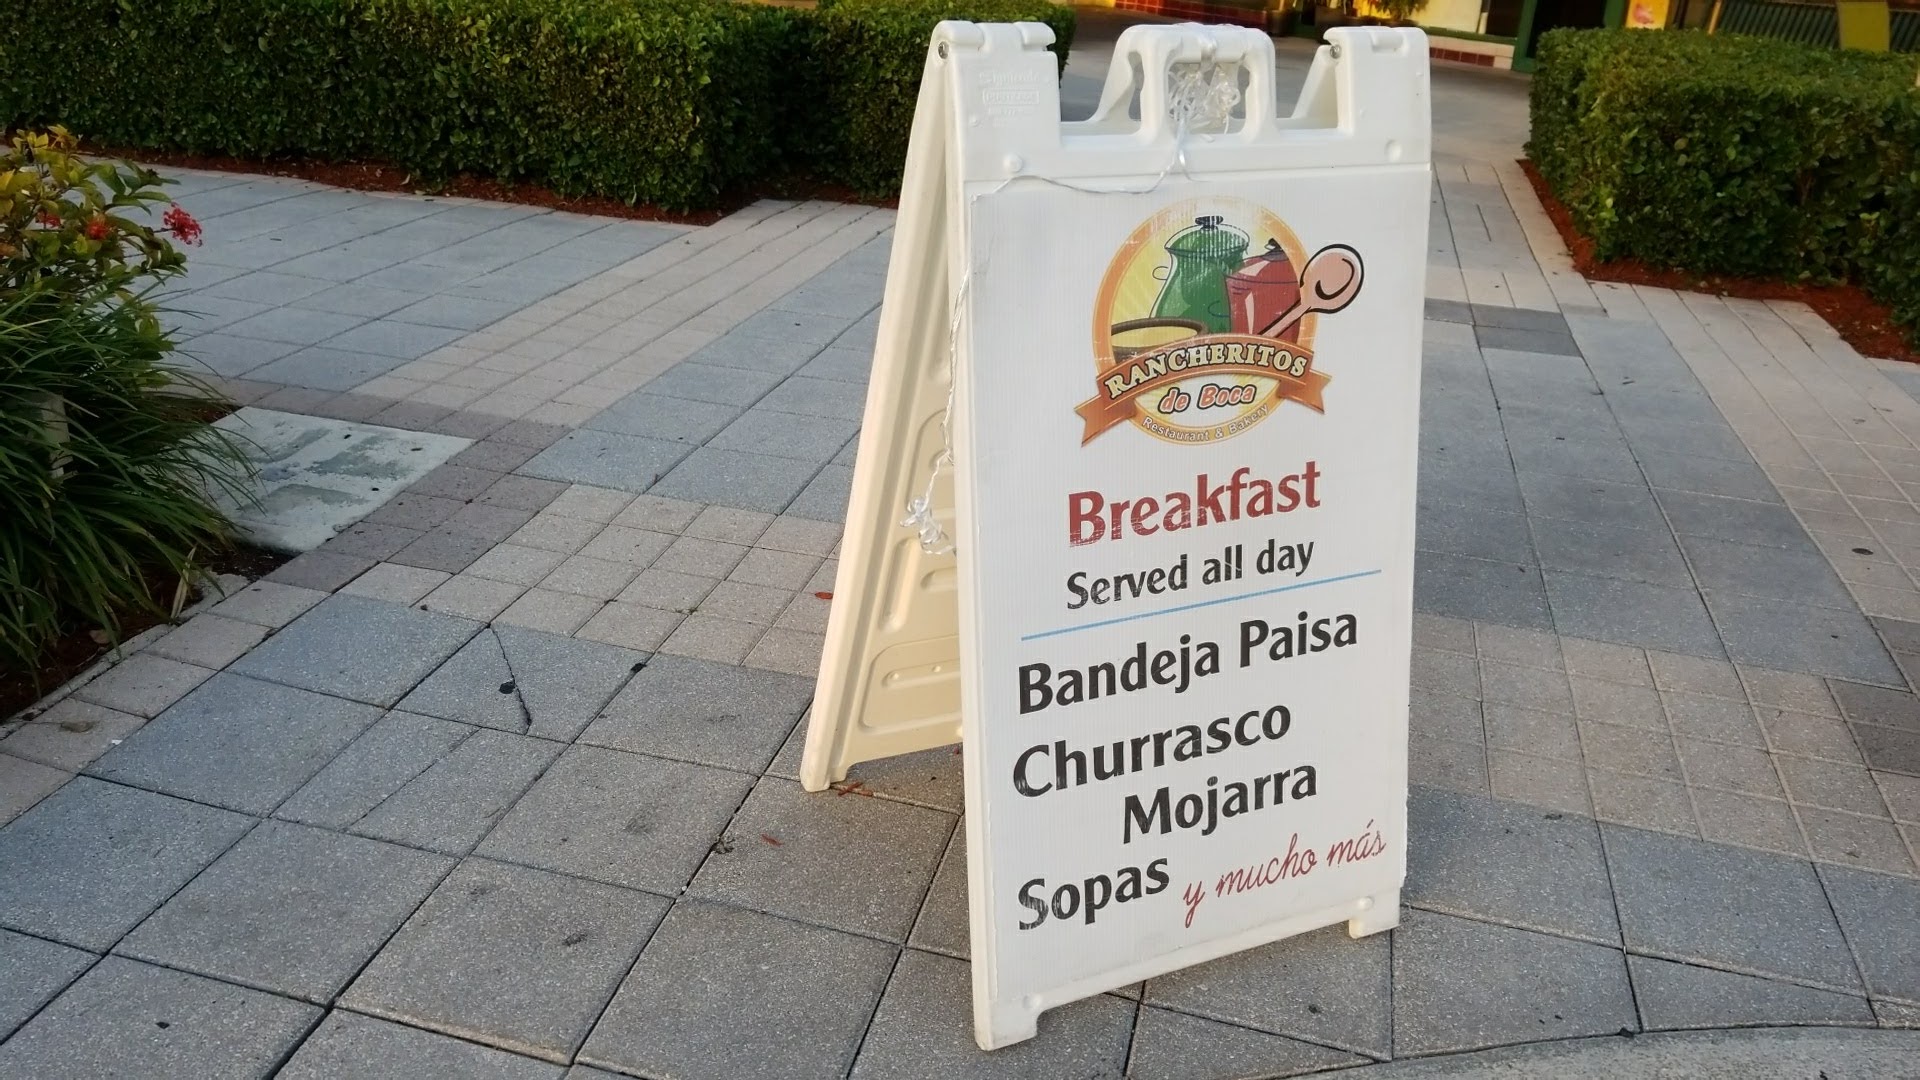 RANCHERITOS
de Boca
Restaurant & Bakery
Breakfast
Served all day
Bandeja Paisa
Churrasco
Mojarra
Sopas y mucho más